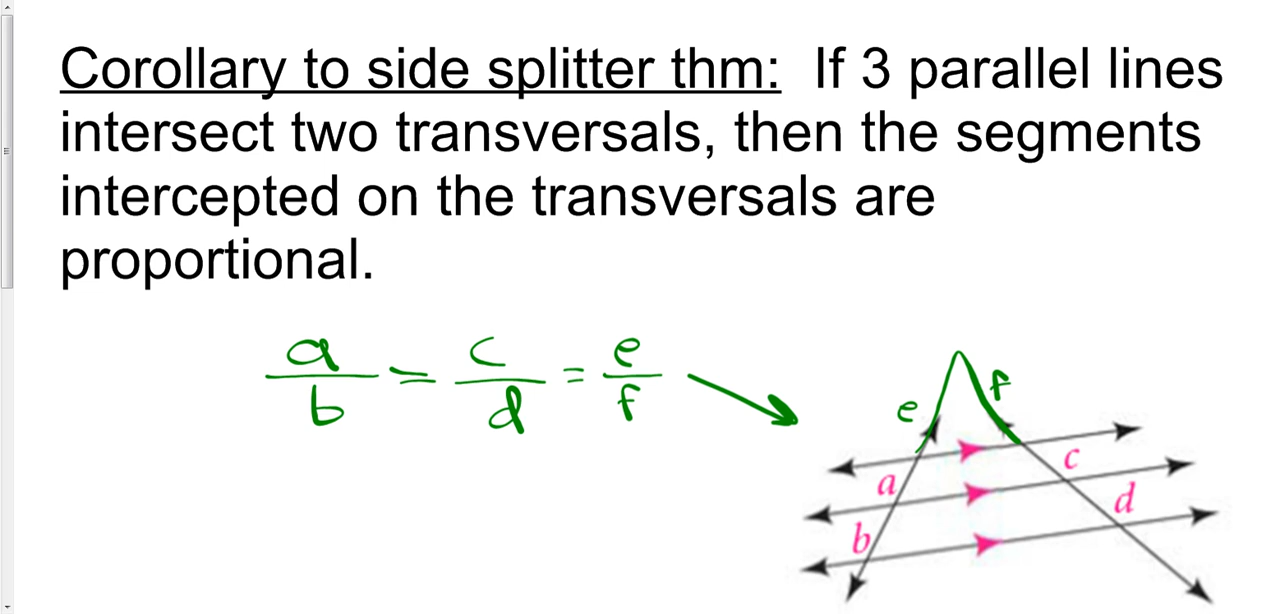 Corollary to side splitter thm: If 3 parallel lines
intersect two transversals, then the segments
intercepted on the transversals are
proportional.
a/b = c/d = e/f
e f
a c
b d